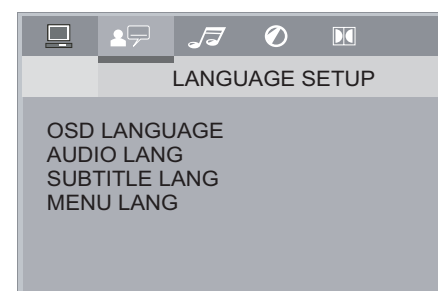 LANGUAGE SETUP
OSD LANGUAGE
AUDIO LANG
SUBTITLE LANG
MENU LANG